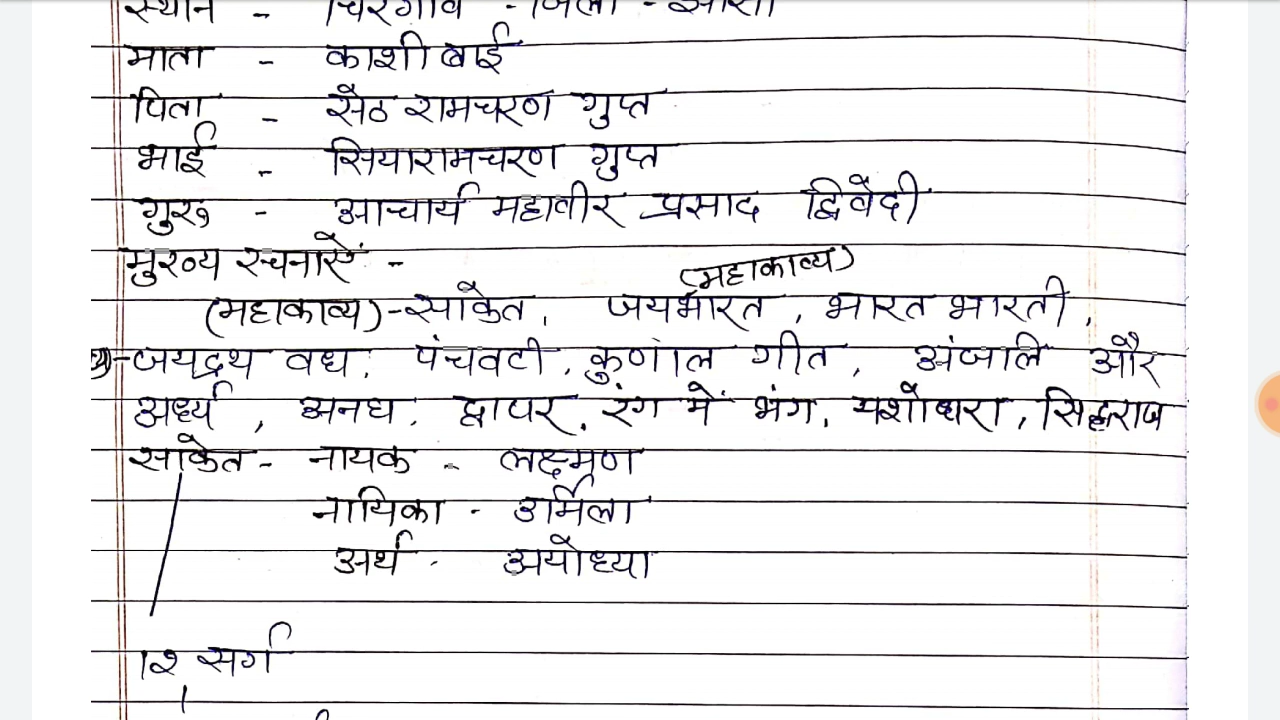 स्थान - चिरगाँव - जिला - झाँसी
माता - काशी बाई
पिता - सेठ रामचरण गुप्त
भाई - सियारामचरण गुप्त
गुरु - आचार्य महावीर प्रसाद द्विवेदी
मुख्य रचनाएँ -
(महाकाव्य)
(महाकाव्य) - साकेत, जयभारत, भारत भारती,
- जयद्रथ वध, पंचवटी, कुणाल गीत, अंजलि और
अर्ध्य, अनघ, द्वापर, रंग में भंग, यशोधरा, सिद्धराज
साकेत - नायक - लक्ष्मण
नायिका - उर्मिला
अर्थ - अयोध्या
12 सर्ग